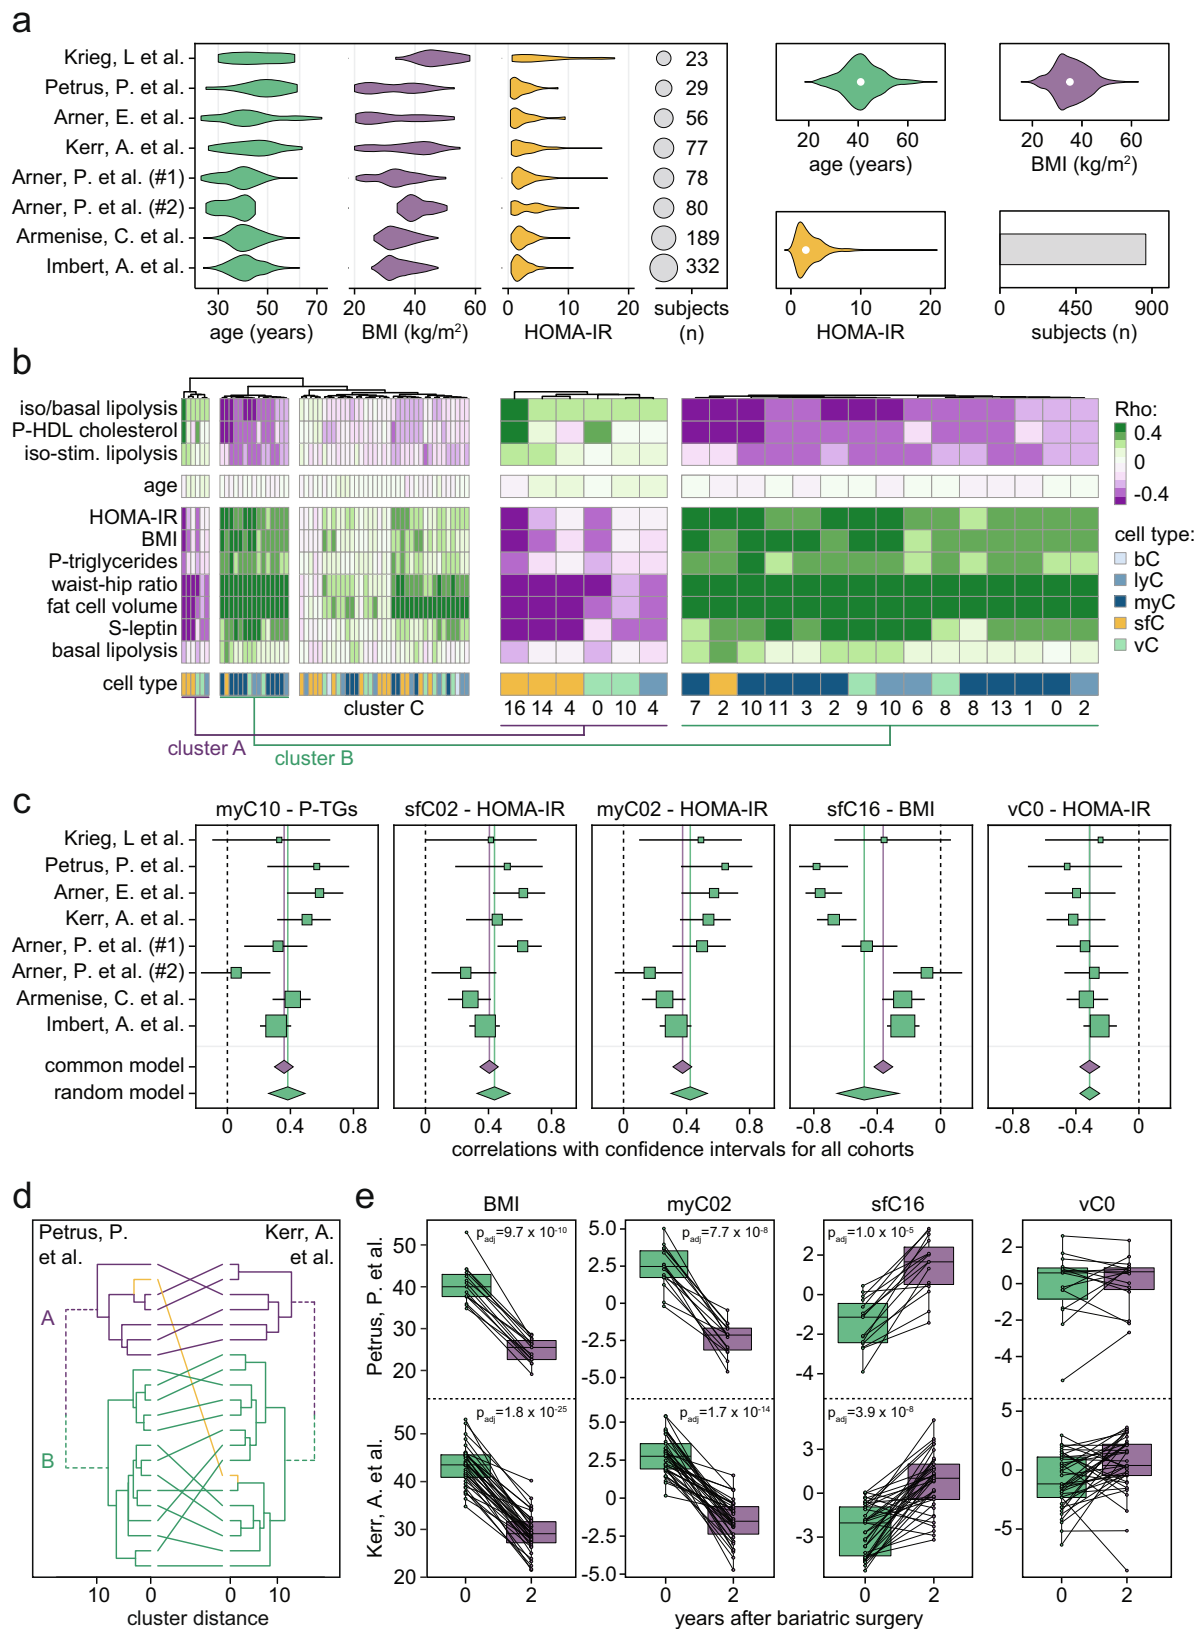 a
Krieg, L et al.
Petrus, P. et al.
Arner, E. et al.
Kerr, A. et al.
Arner, P. et al. (#1)
Arner, P. et al. (#2)
Armenise, C. et al.
Imbert, A. et al.
23
29
56
77
78
80
189
332
30 50 70
20 40 60
0 10 20
age (years)
BMI (kg/m²)
HOMA-IR
subjects
(n)
20 40 60
age (years)
20 40 60
BMI (kg/m²)
0 10 20
HOMA-IR
0 450 900
subjects (n)
b
iso/basal lipolysis
P-HDL cholesterol
iso-stim. lipolysis
age
HOMA-IR
BMI
P-triglycerides
waist-hip ratio
fat cell volume
S-leptin
basal lipolysis
cell type
cluster C
16 14 4 0 10 4
7 2 10 11 3 2 9 10 6 8 8 13 1 0 2
cluster A
cluster B
Rho:
0.4
0
-0.4
cell type:
bC
lyC
myC
sfC
vC
c
myC10 - P-TGs
sfC02 - HOMA-IR
myC02 - HOMA-IR
sfC16 - BMI
vC0 - HOMA-IR
Krieg, L et al.
Petrus, P. et al.
Arner, E. et al.
Kerr, A. et al.
Arner, P. et al. (#1)
Arner, P. et al. (#2)
Armenise, C. et al.
Imbert, A. et al.
common model
random model
0 0.4 0.8
0 0.4 0.8
0 0.4 0.8
-0.8 -0.4 0
-0.8 -0.4 0
correlations with confidence intervals for all cohorts
d
Petrus, P.
et al.
Kerr, A.
et al.
A
B
10 0 0 10
cluster distance
e
BMI
myC02
sfC16
vC0
Petrus, P. et al.
50
40
30
20
padj=9.7 x 10-10
5.0
2.5
0
-2.5
-5.0
padj=7.7 x 10-8
2
0
-2
-4
padj=1.0 x 10-5
2
0
-2
Kerr, A. et al.
50
40
30
20
padj=1.8 x 10-25
5.0
2.5
0
-2.5
-5.0
padj=1.7 x 10-14
3
0
-3
padj=3.9 x 10-8
5
0
-5
0 2
0 2
0 2
0 2
years after bariatric surgery